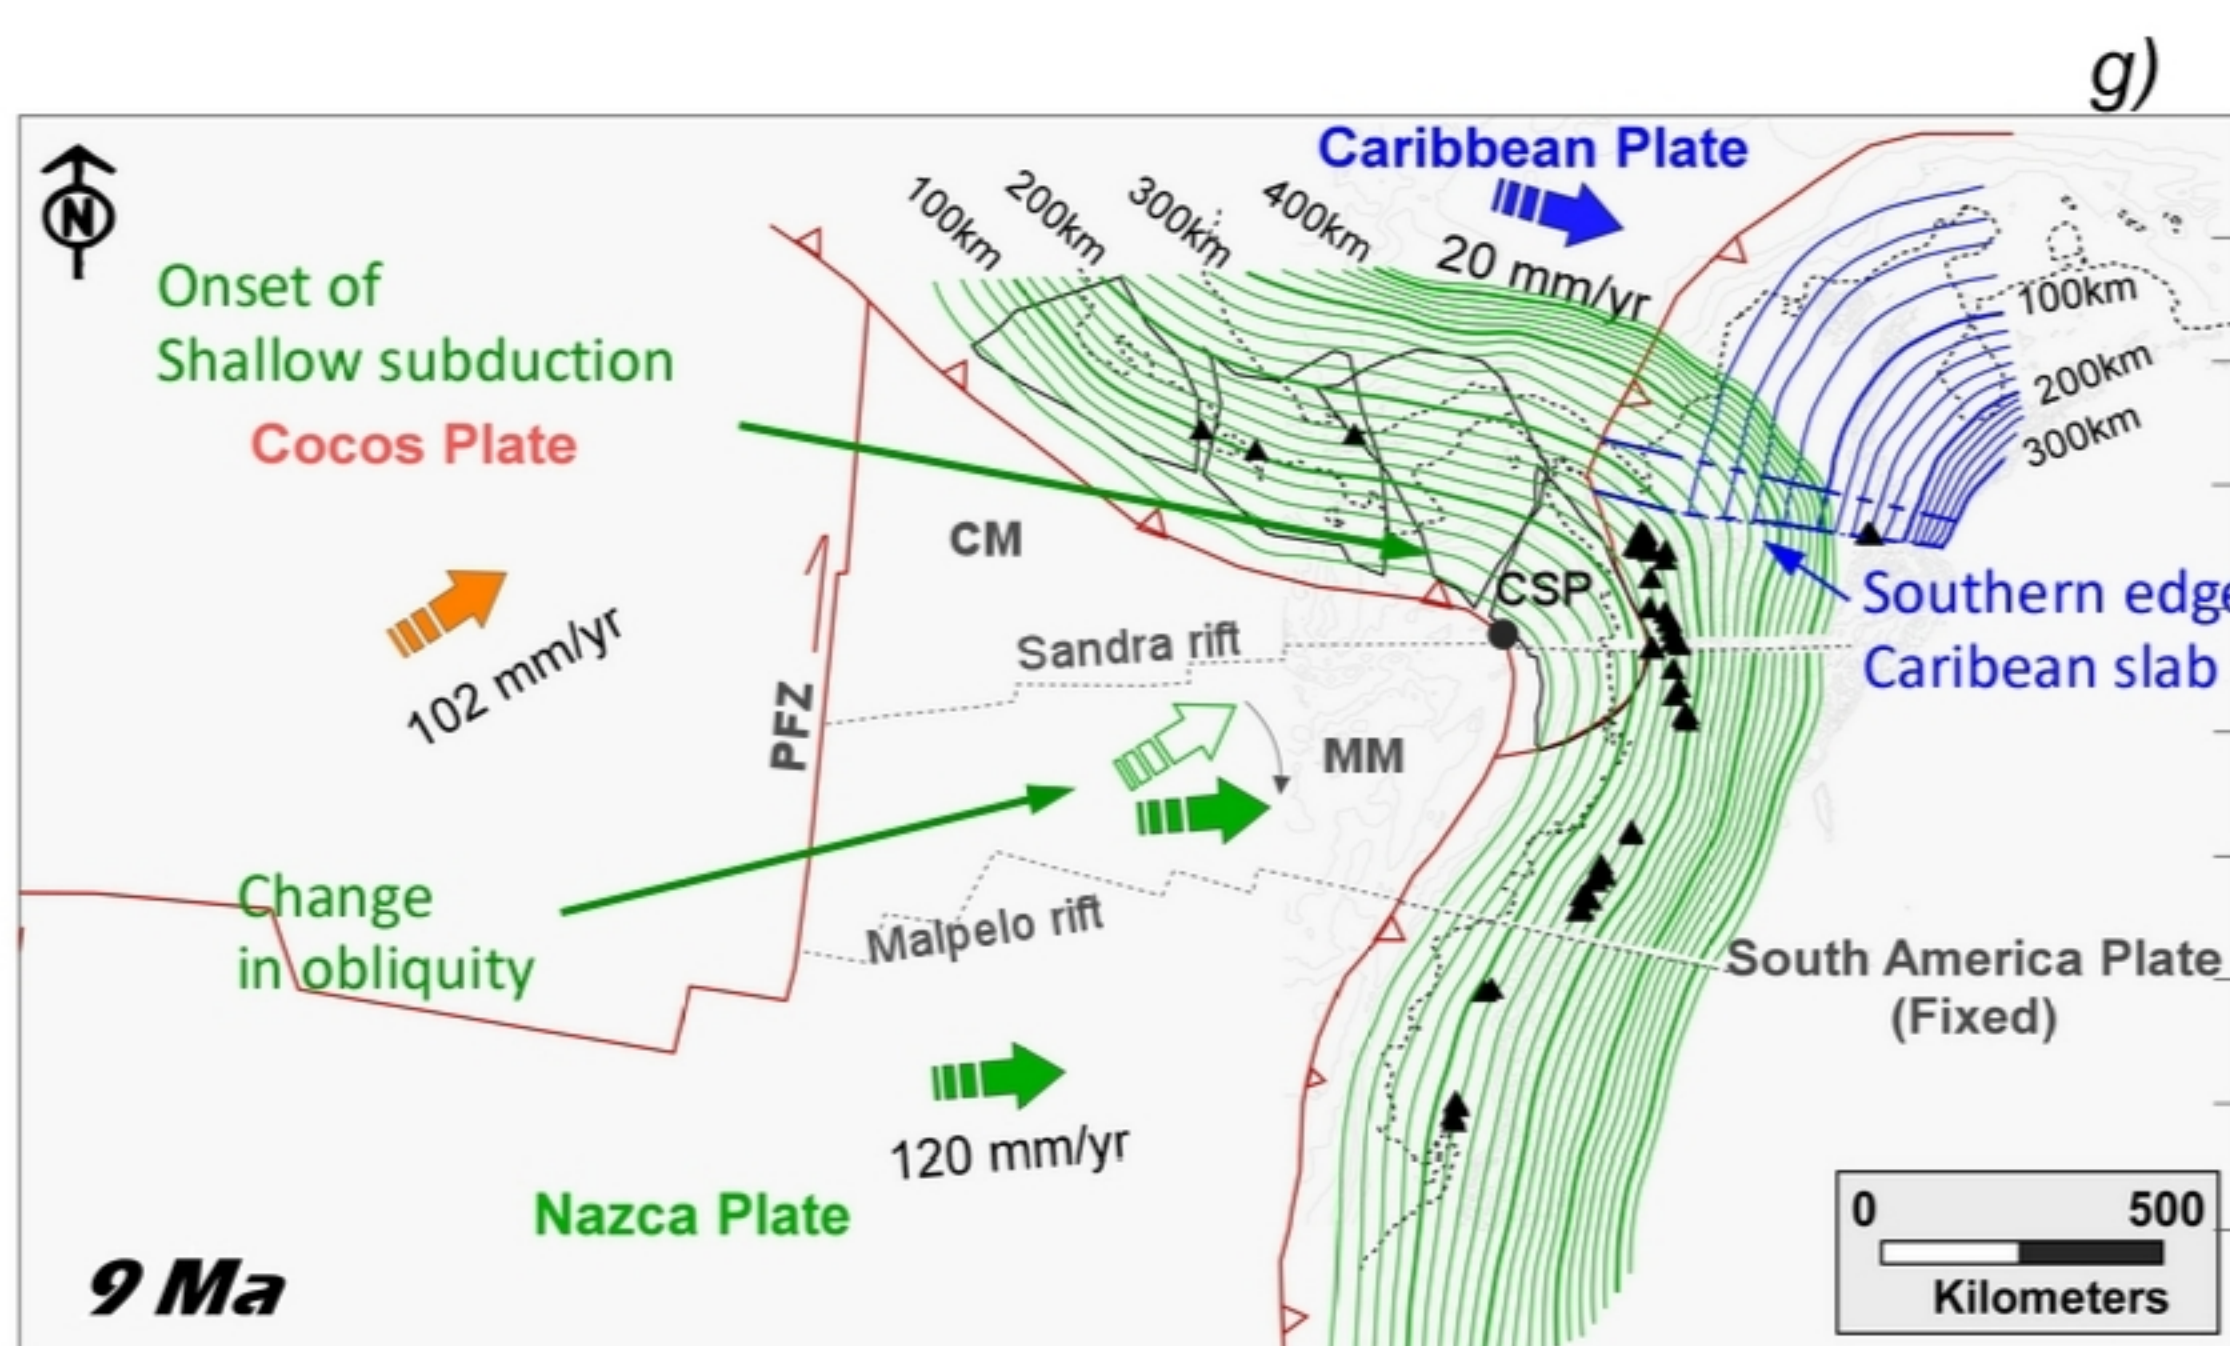 g)
Caribbean Plate
N
100km
200km
300km
400km
20 mm/yr
Onset of
Shallow subduction
100km
200km
300km
Cocos Plate
CM
CSP
Southern edge
Caribean slab
102 mm/yr
Sandra rift
PFZ
MM
Change
in obliquity
Malpelo rift
South America Plate
(Fixed)
120 mm/yr
Nazca Plate
0 500
Kilometers
9 Ma